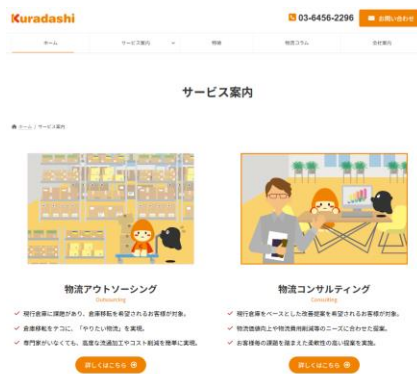 Kuradashi
03-6456-2296
お問い合わせ
ホーム
サービス案内
特徴
物流コラム
会社案内
サービス案内
ホーム / サービス案内
物流アウトソーシング
Outsourcing
✓ 現行倉庫に課題があり、倉庫移転を希望されるお客様が対象。
✓ 倉庫移転をテコに、「やりたい物流」を実現。
✓ 専門家がいなくても、高度な流通加工やコスト削減を簡単に実現。
詳しくはこちら
物流コンサルティング
Consulting
✓ 現行倉庫をベースとした改善提案を希望されるお客様が対象。
✓ 物流価値向上や物流費用削減等のニーズに合わせた提案。
✓ お客様毎の課題を踏まえた柔軟性の高い提案を実施。
詳しくはこちら